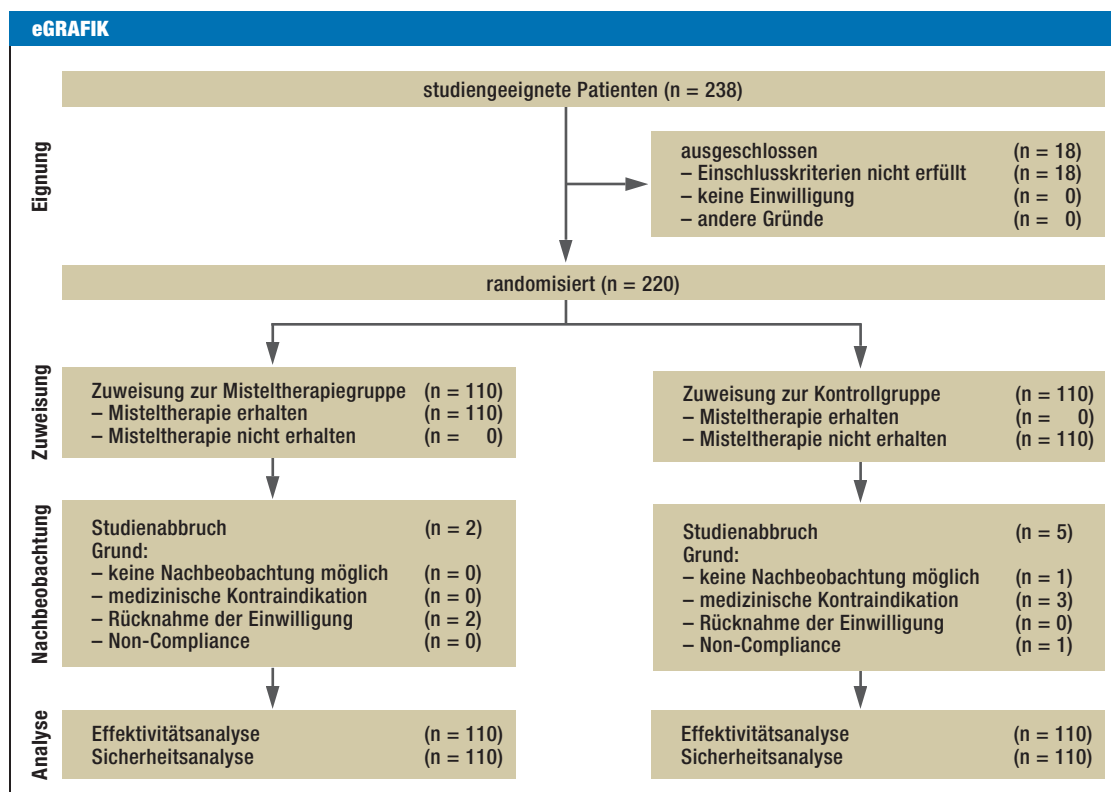 eGRAFIK
studiengeeignete Patienten (n = 238)
Eignung
ausgeschlossen (n = 18)
– Einschlusskriterien nicht erfüllt (n = 18)
– keine Einwilligung (n = 0)
– andere Gründe (n = 0)
randomisiert (n = 220)
Zuweisung
Zuweisung zur Misteltherapiegruppe (n = 110)
– Misteltherapie erhalten (n = 110)
– Misteltherapie nicht erhalten (n = 0)
Zuweisung zur Kontrollgruppe (n = 110)
– Misteltherapie erhalten (n = 0)
– Misteltherapie nicht erhalten (n = 110)
Nachbeobachtung
Studienabbruch (n = 2)
Grund:
– keine Nachbeobachtung möglich (n = 0)
– medizinische Kontraindikation (n = 0)
– Rücknahme der Einwilligung (n = 2)
– Non-Compliance (n = 0)
Studienabbruch (n = 5)
Grund:
– keine Nachbeobachtung möglich (n = 1)
– medizinische Kontraindikation (n = 3)
– Rücknahme der Einwilligung (n = 0)
– Non-Compliance (n = 1)
Analyse
Effektivitätsanalyse (n = 110)
Sicherheitsanalyse (n = 110)
Effektivitätsanalyse (n = 110)
Sicherheitsanalyse (n = 110)